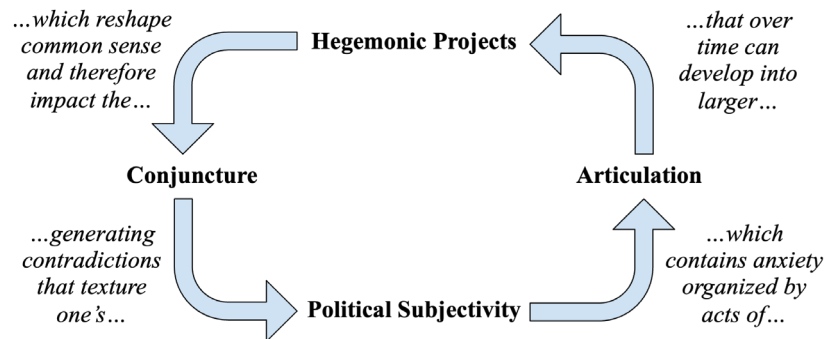 …which reshape
common sense
and therefore
impact the…
Hegemonic Projects
…that over
time can
develop into
larger…
Conjuncture
Articulation
…generating
contradictions
that texture
one's…
Political Subjectivity
…which
contains anxiety
organized by
acts of…